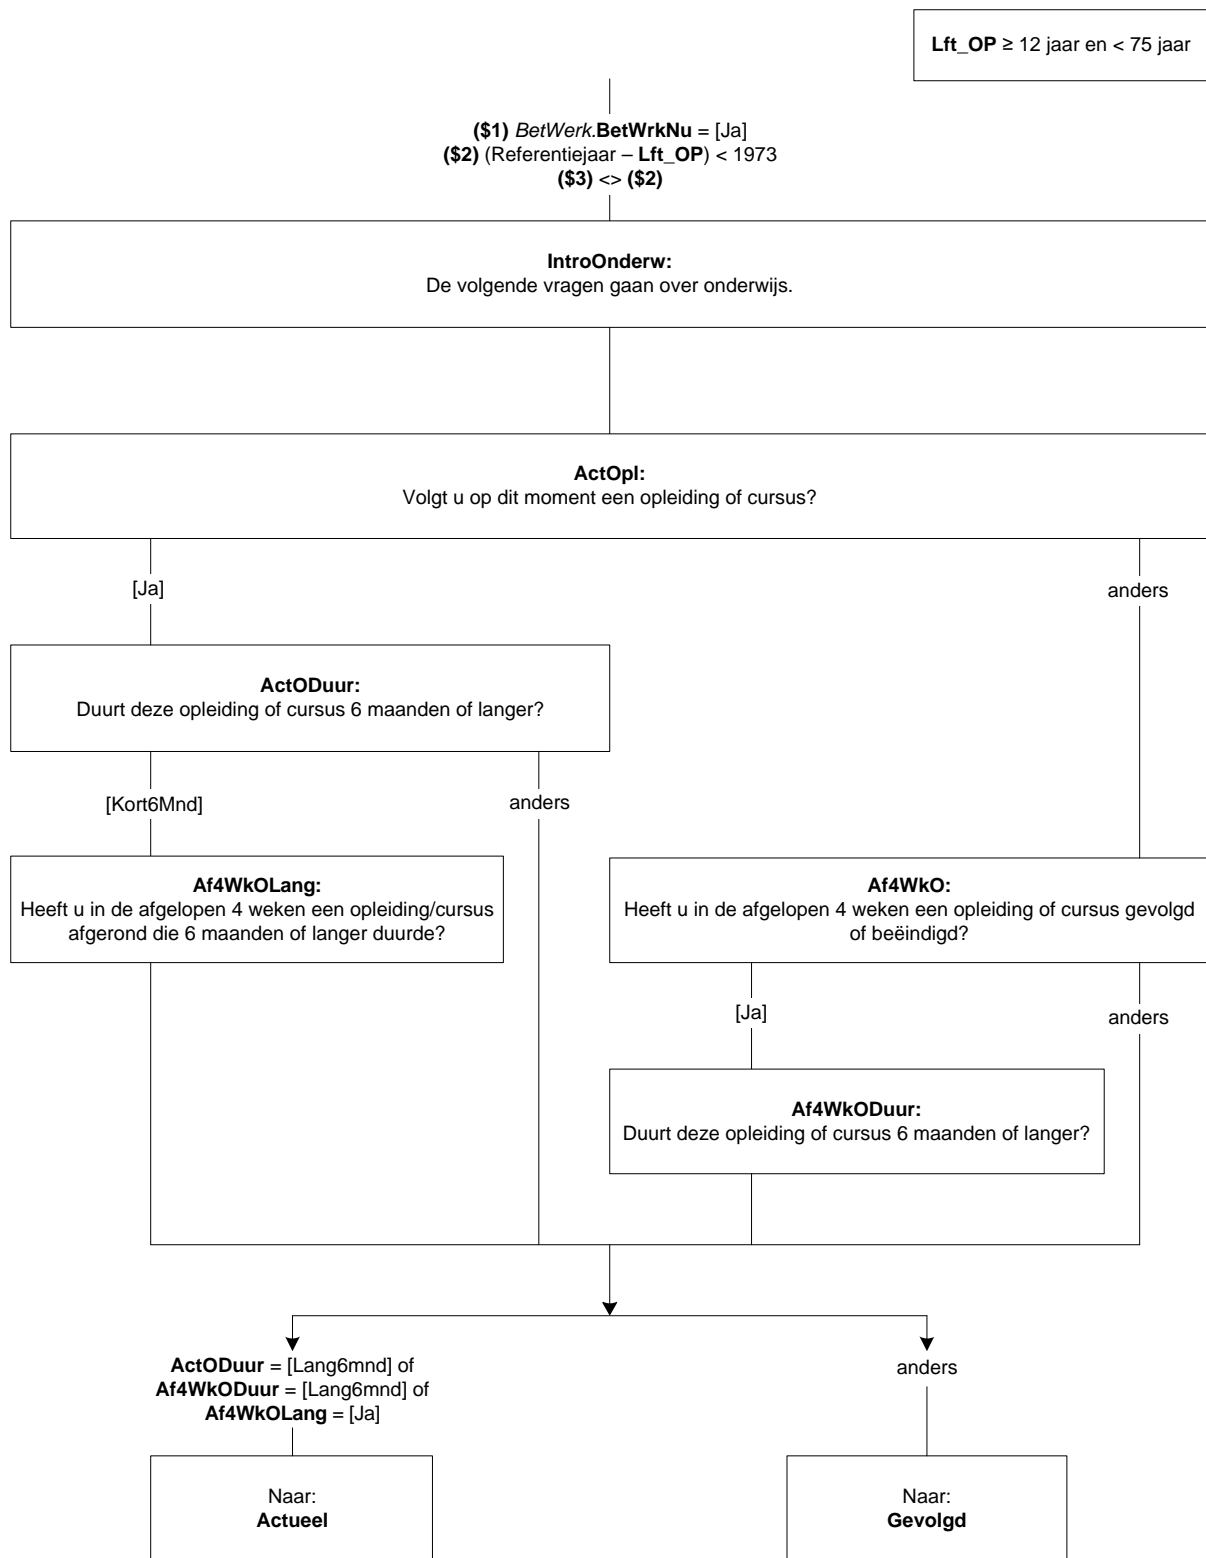 Lft_OP ≥ 12 jaar en < 75 jaar
($1) BetWerk.BetWrkNu = [Ja]
($2) (Referentiejaar – Lft_OP) < 1973
($3) <> ($2)
IntroOnderw:
De volgende vragen gaan over onderwijs.
ActOpl:
Volgt u op dit moment een opleiding of cursus?
[Ja]
anders
ActODuur:
Duurt deze opleiding of cursus 6 maanden of langer?
[Kort6Mnd]
anders
Af4WkOLang:
Heeft u in de afgelopen 4 weken een opleiding/cursus
afgerond die 6 maanden of langer duurde?
Af4WkO:
Heeft u in de afgelopen 4 weken een opleiding of cursus gevolgd
of beëindigd?
[Ja]
anders
Af4WkODuur:
Duurt deze opleiding of cursus 6 maanden of langer?
ActODuur = [Lang6mnd] of
Af4WkODuur = [Lang6mnd] of
Af4WkOLang = [Ja]
anders
Naar:
Actueel
Naar:
Gevolgd